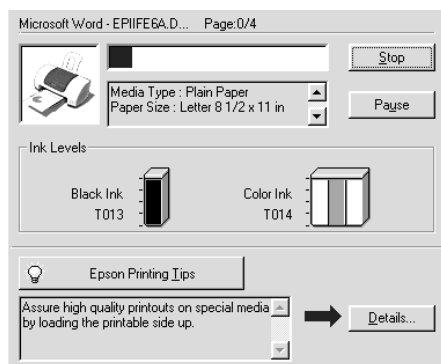 Microsoft Word - EPIIFE6A.D... Page:0/4
Stop
Media Type : Plain Paper
Paper Size : Letter 8 1/2 x 11 in
Pause
Ink Levels
Black Ink
T013
Color Ink
T014
Epson Printing Tips
Assure high quality printouts on special media
by loading the printable side up.
Details...